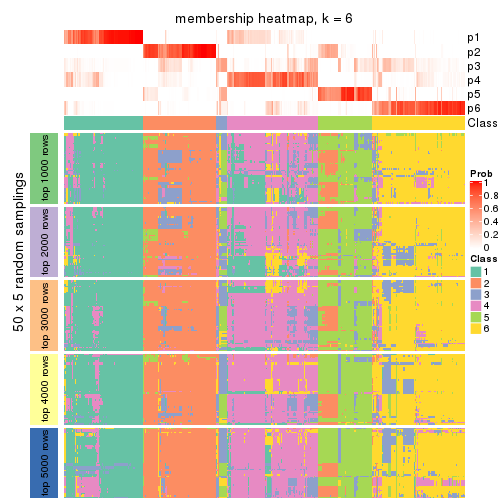 membership heatmap, k = 6
p1
p2
p3
p4
p5
p6
Class
50 x 5 random samplings
top 1000 rows
top 2000 rows
top 3000 rows
top 4000 rows
top 5000 rows
Prob
1
0.8
0.6
0.4
0.2
0
Class
1
2
3
4
5
6